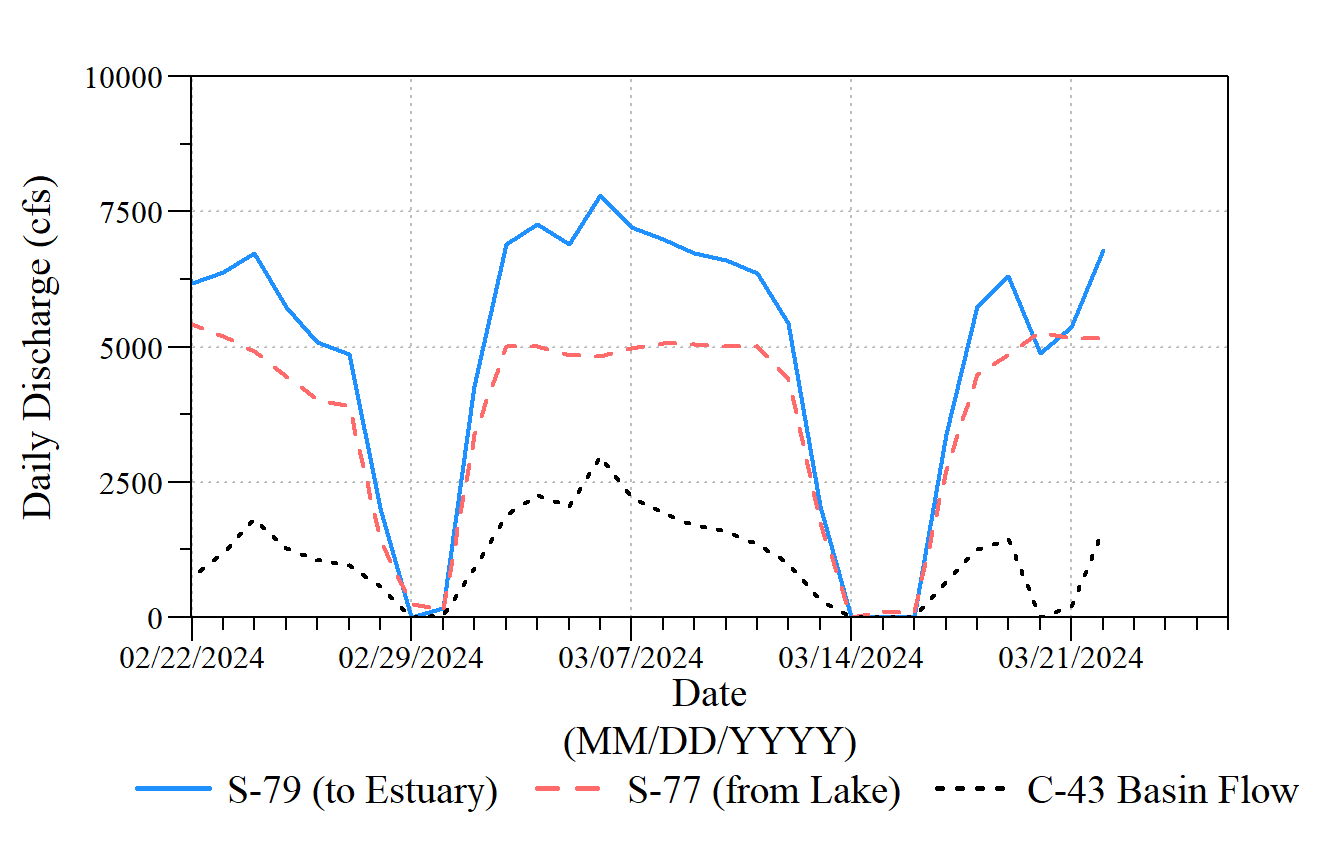 10000
7500
5000
2500
0
Daily Discharge (cfs)
02/22/2024 02/29/2024 03/07/2024 03/14/2024 03/21/2024
Date
(MM/DD/YYYY)
S-79 (to Estuary) S-77 (from Lake) C-43 Basin Flow